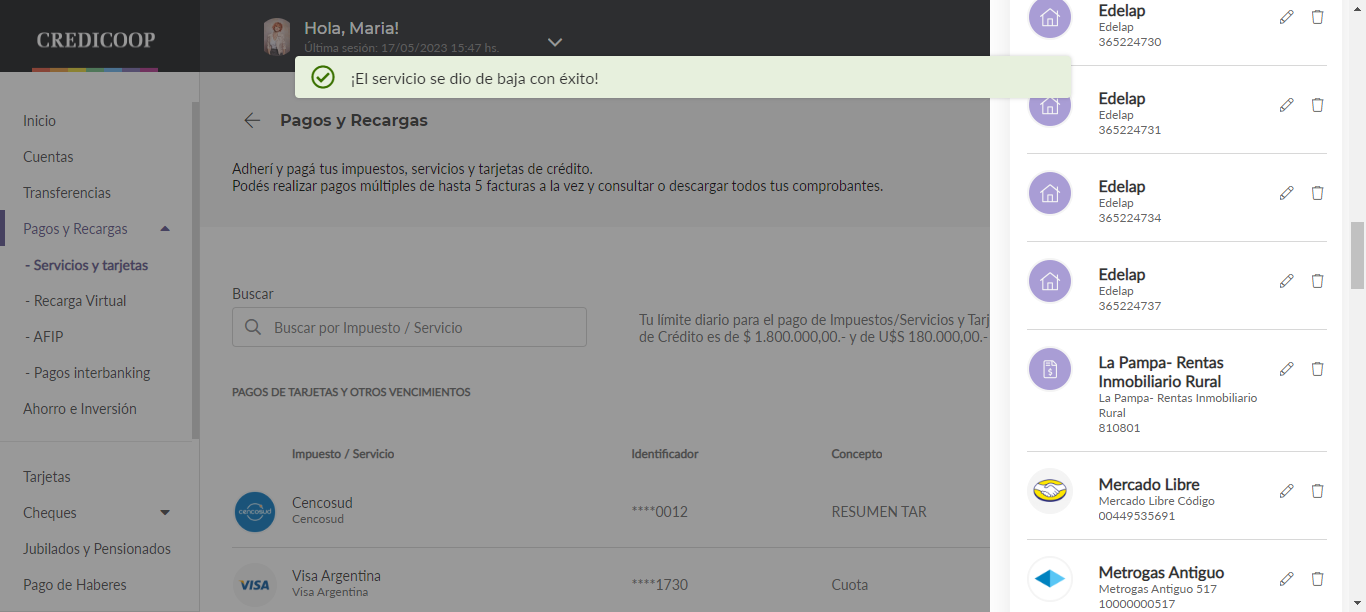 CREDICOOP
Hola, Maria!
Última sesión: 17/05/2023 15:47 hs.
¡El servicio se dio de baja con éxito!
Inicio
Cuentas
Transferencias
Pagos y Recargas
- Servicios y tarjetas
- Recarga Virtual
- AFIP
- Pagos interbanking
Ahorro e Inversión
Tarjetas
Cheques
Jubilados y Pensionados
Pago de Haberes
Pagos y Recargas
Adherí y pagá tus impuestos, servicios y tarjetas de crédito.
Podés realizar pagos múltiples de hasta 5 facturas a la vez y consultar o descargar todos tus comprobantes.
Buscar
Buscar por Impuesto / Servicio
Tu límite diario para el pago de Impuestos/Servicios y Tarj
de Crédito es de $ 1.800.000,00.- y de U$S 180.000,00.-
PAGOS DE TARJETAS Y OTROS VENCIMIENTOS
Impuesto / Servicio Identificador Concepto
cencosud
Cencosud
Cencosud
****0012
RESUMEN TAR
VISA
Visa Argentina
Visa Argentina
****1730
Cuota
Edelap
Edelap
365224730
Edelap
Edelap
365224731
Edelap
Edelap
365224734
Edelap
Edelap
365224737
La Pampa- Rentas
Inmobiliario Rural
La Pampa- Rentas Inmobiliario
Rural
810801
Mercado Libre
Mercado Libre Código
00449535691
Metrogas Antiguo
Metrogas Antiguo 517
10000000517